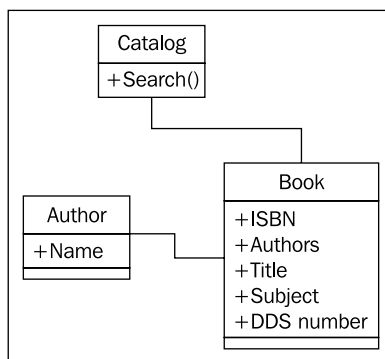 Catalog
+Search()
Book
+ISBN
+Authors
+Title
+Subject
+DDS number
Author
+Name